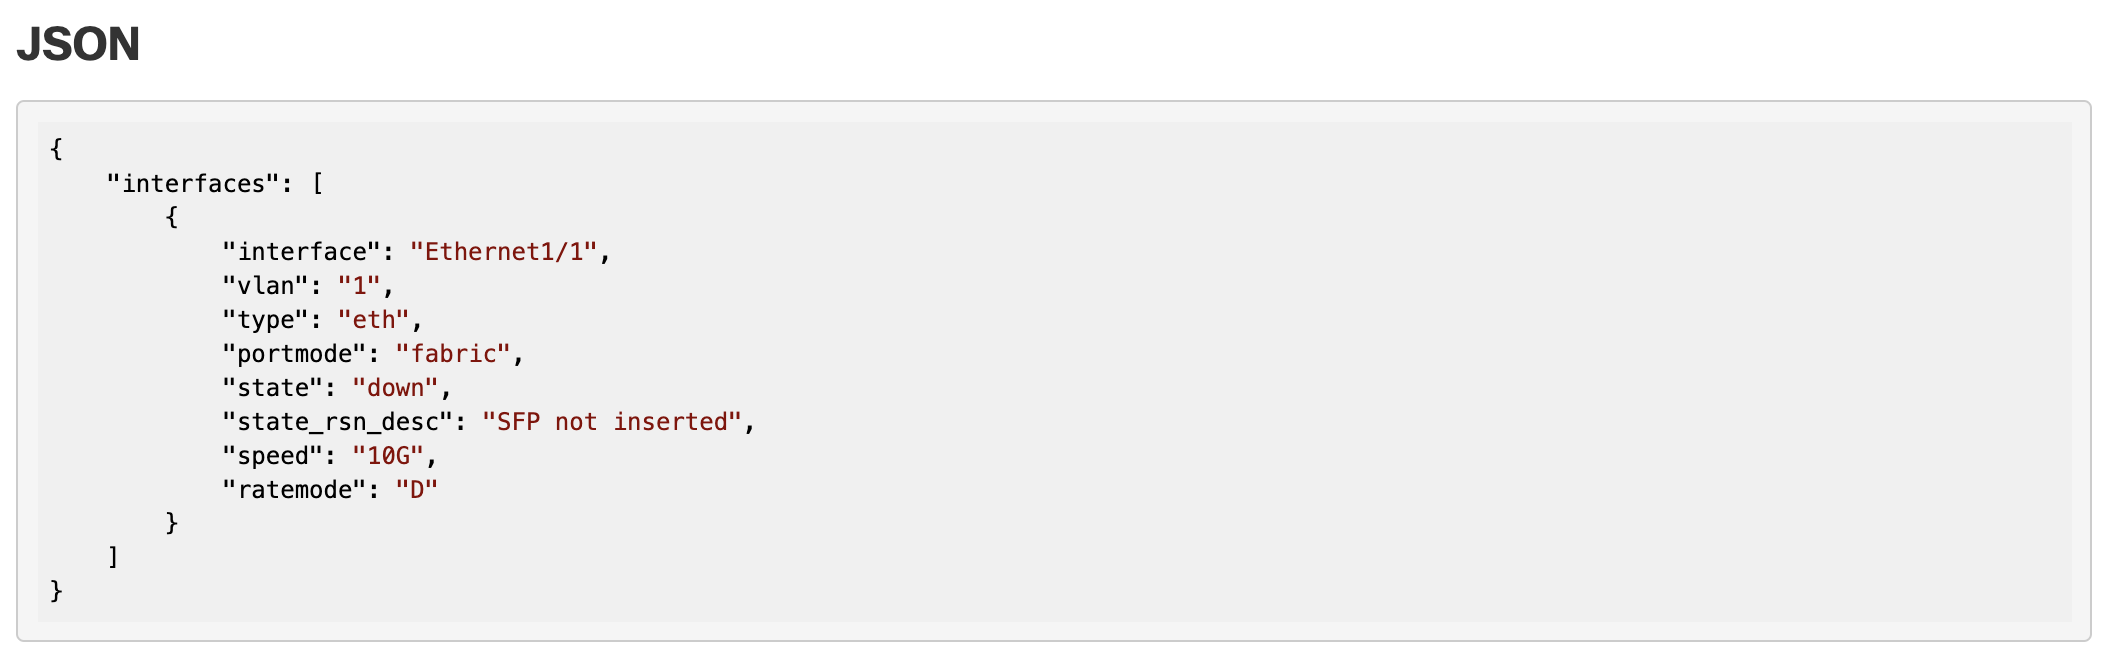 JSON
{
    "interfaces": [
        {
            "interface": "Ethernet1/1",
            "vlan": "1",
            "type": "eth",
            "portmode": "fabric",
            "state": "down",
            "state_rsn_desc": "SFP not inserted",
            "speed": "10G",
            "ratemode": "D"
        }
    ]
}